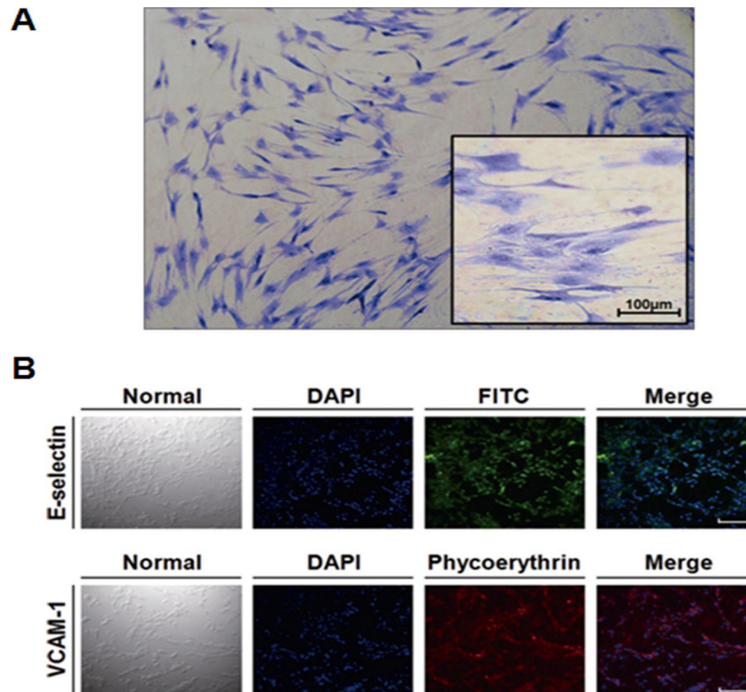 A
100µm
B
Normal DAPI FITC Merge
E-selectin
Normal DAPI Phycoerythrin Merge
VCAM-1